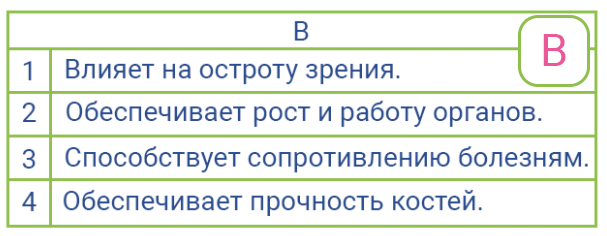 В
В
1 Влияет на остроту зрения.
2 Обеспечивает рост и работу органов.
3 Способствует сопротивлению болезням.
4 Обеспечивает прочность костей.